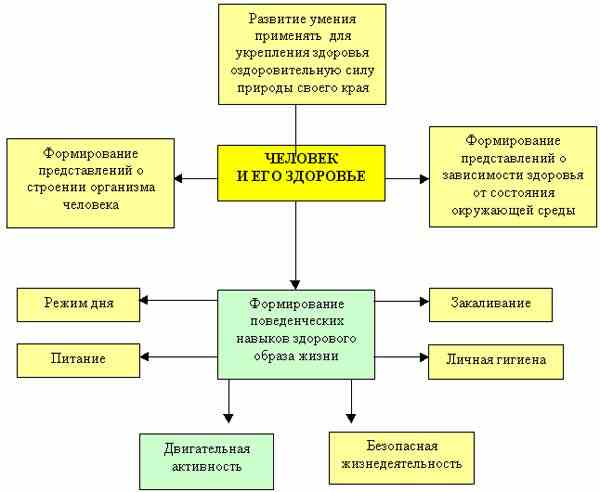 Развитие умения
применять для
укрепления здоровья
оздоровительную силу
природы своего края
Формирование
представлений о
строении организма
человека
ЧЕЛОВЕК
И ЕГО ЗДОРОВЬЕ
Формирование
представлений о
зависимости здоровья
от состояния
окружающей среды
Режим дня
Формирование
поведенческих
навыков здорового
образа жизни
Закаливание
Питание
Личная гигиена
Двигательная
активность
Безопасная
жизнедеятельность